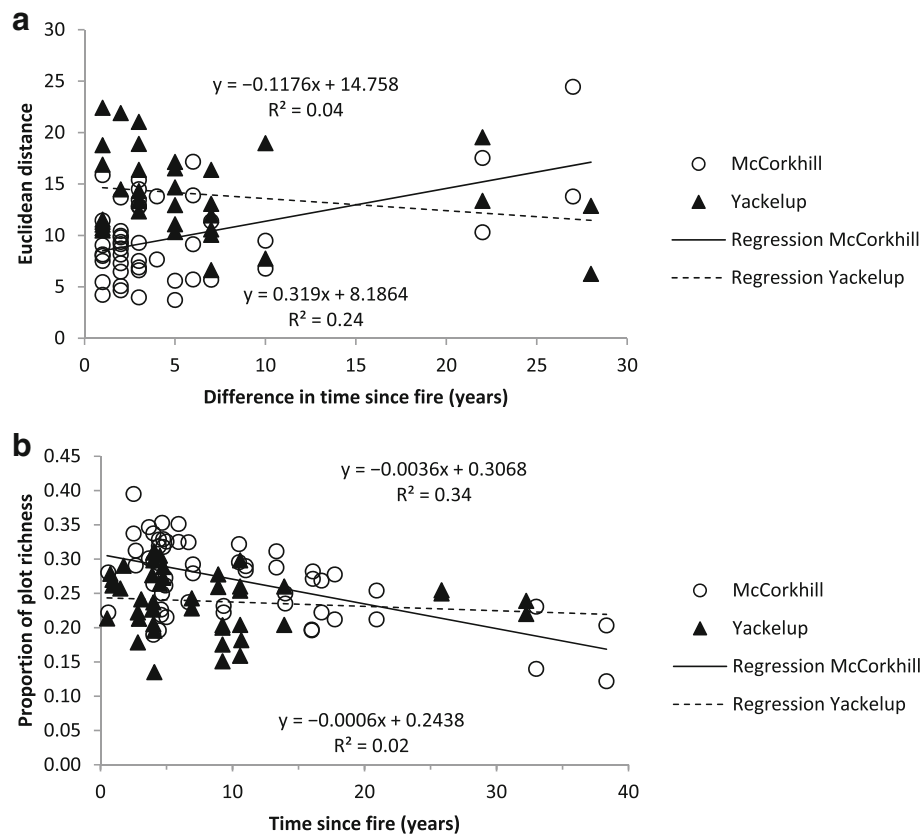 a
30
25
20
15
10
5
0
Euclidean distance
y = −0.1176x + 14.758
R² = 0.04
y = 0.319x + 8.1864
R² = 0.24
0 5 10 15 20 25 30
Difference in time since fire (years)
McCorkhill
Yackelup
Regression McCorkhill
Regression Yackelup
b
0.45
0.40
0.35
0.30
0.25
0.20
0.15
0.10
0.05
0.00
Proportion of plot richness
y = −0.0036x + 0.3068
R² = 0.34
y = −0.0006x + 0.2438
R² = 0.02
0 10 20 30 40
Time since fire (years)
McCorkhill
Yackelup
Regression McCorkhill
Regression Yackelup